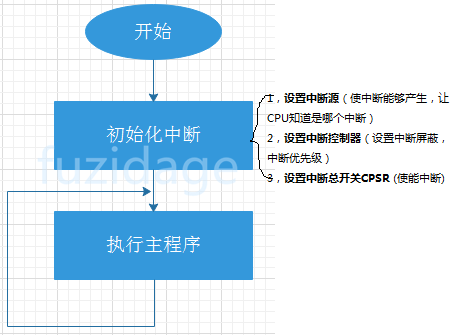 开始
初始化中断
1，设置中断源（使中断能够产生，让
CPU知道是哪个中断）
2，设置中断控制器（设置中断屏蔽，
中断优先级）
3，设置中断总开关CPSR (使能中断)
fuzidage
执行主程序